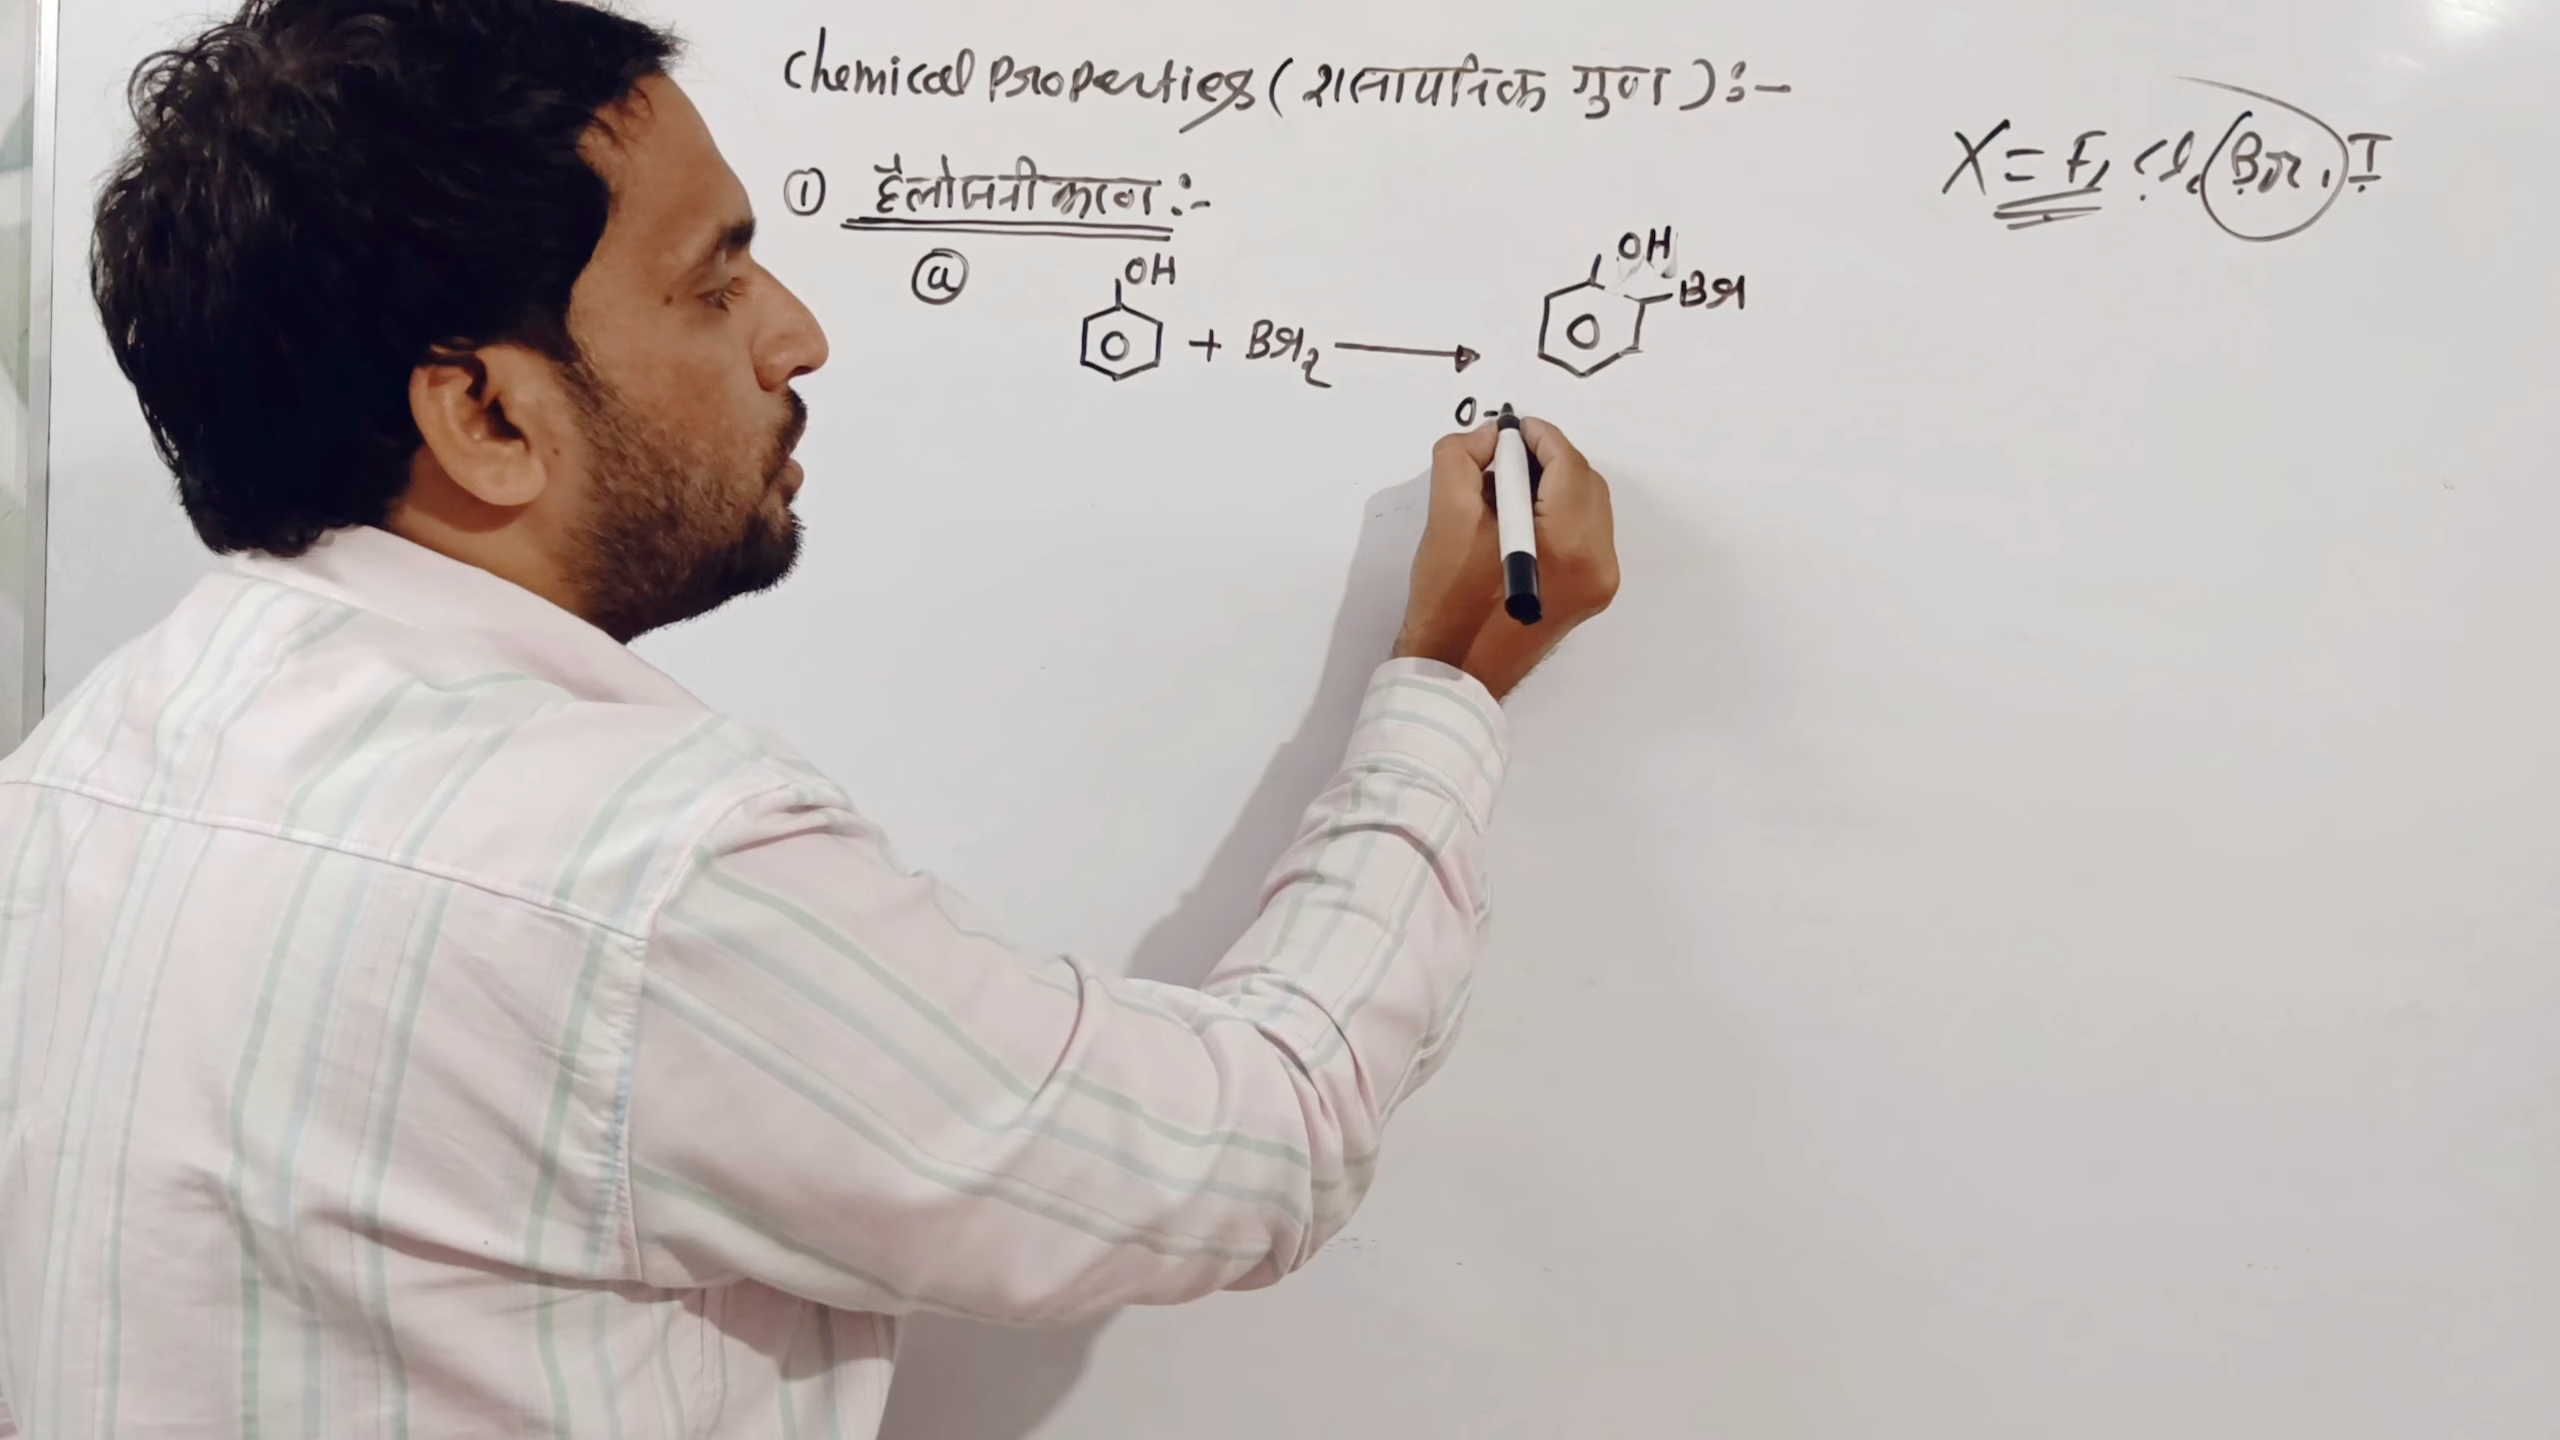 Chemical Properties (रासायनिक गुण) :-
① हैलोजनीकरण :-
X = F, Cl, Br, I
ⓐ
OH
+ Br₂ →
OH
Br
O-